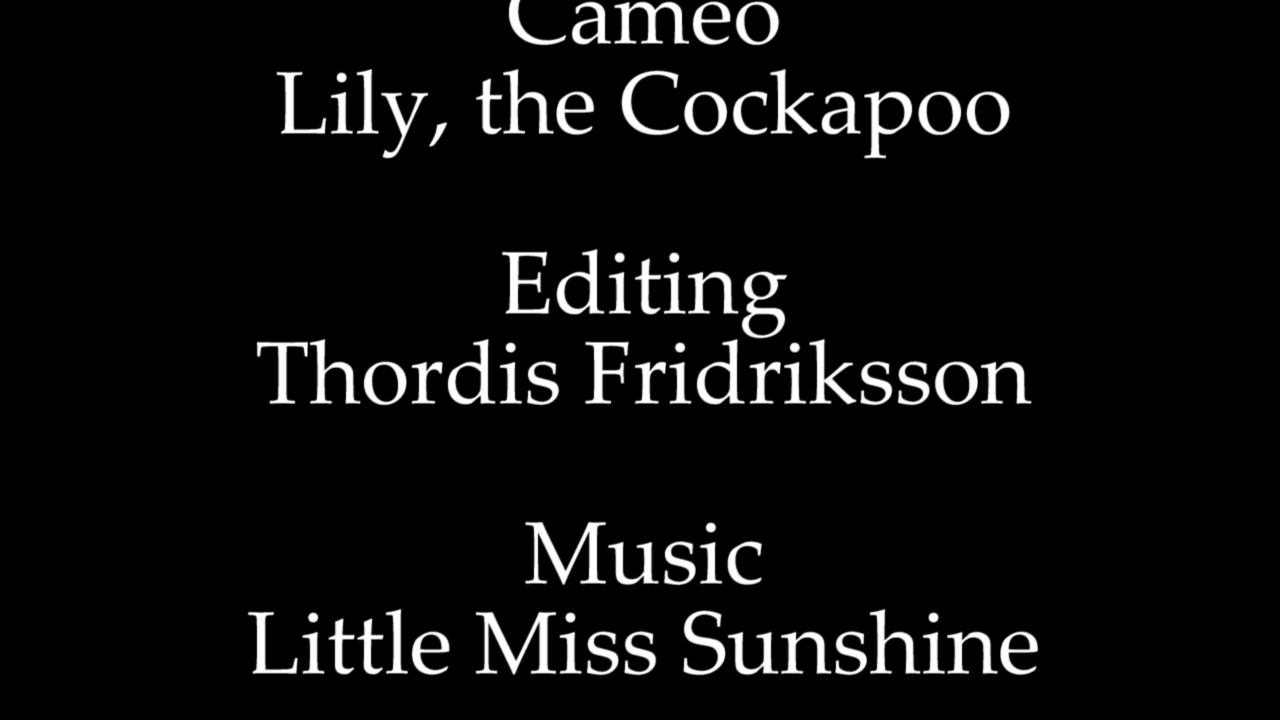 Cameo
Lily, the Cockapoo
Editing
Thordis Fridriksson
Music
Little Miss Sunshine